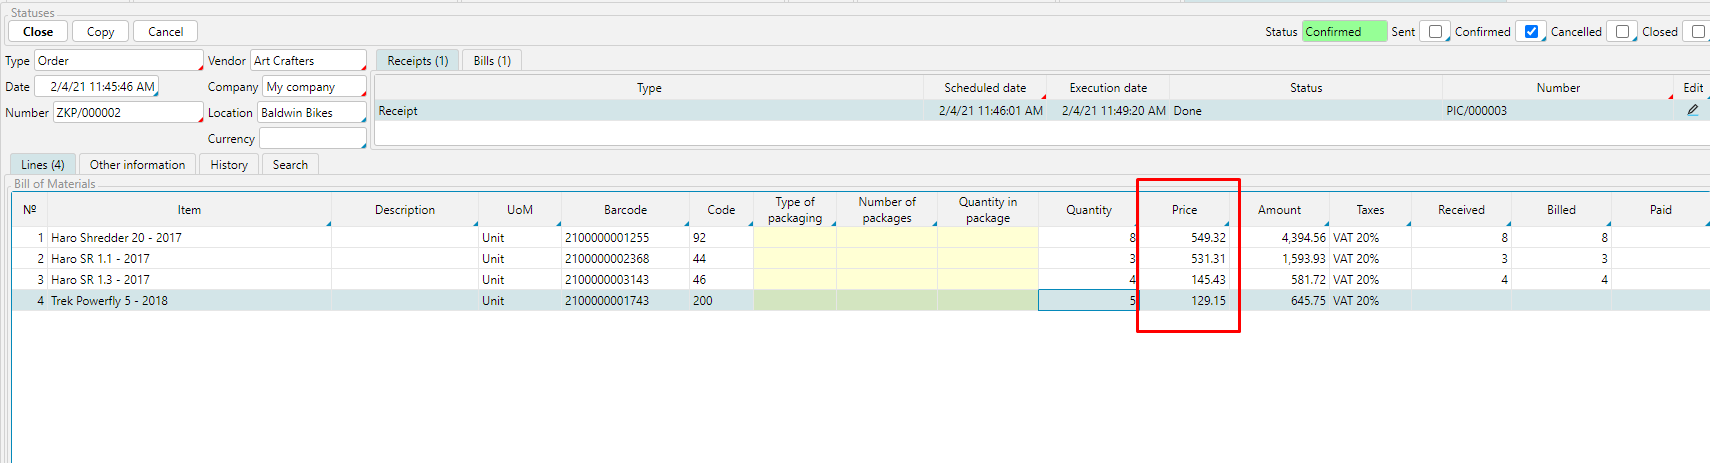 Statuses
Close Copy Cancel Status Confirmed Sent Confirmed Cancelled Closed
Type Order Vendor Art Crafters Receipts (1) Bills (1)
Date 2/4/21 11:45:46 AM Company My company Type Scheduled date Execution date Status Number Edit
Number ZKP/000002 Location Baldwin Bikes Receipt 2/4/21 11:46:01 AM 2/4/21 11:49:20 AM Done PIC/000003
Currency
Lines (4) Other information History Search
Bill of Materials
Nº Item Description UoM Barcode Code Type of packaging Number of packages Quantity in package Quantity Price Amount Taxes Received Billed Paid
1 Haro Shredder 20 - 2017 Unit 2100000001255 92 8 549.32 4,394.56 VAT 20% 8 8
2 Haro SR 1.1 - 2017 Unit 2100000002368 44 3 531.31 1,593.93 VAT 20% 3 3
3 Haro SR 1.3 - 2017 Unit 2100000003143 46 4 145.43 581.72 VAT 20% 4 4
4 Trek Powerfly 5 - 2018 Unit 2100000001743 200 5 129.15 645.75 VAT 20%